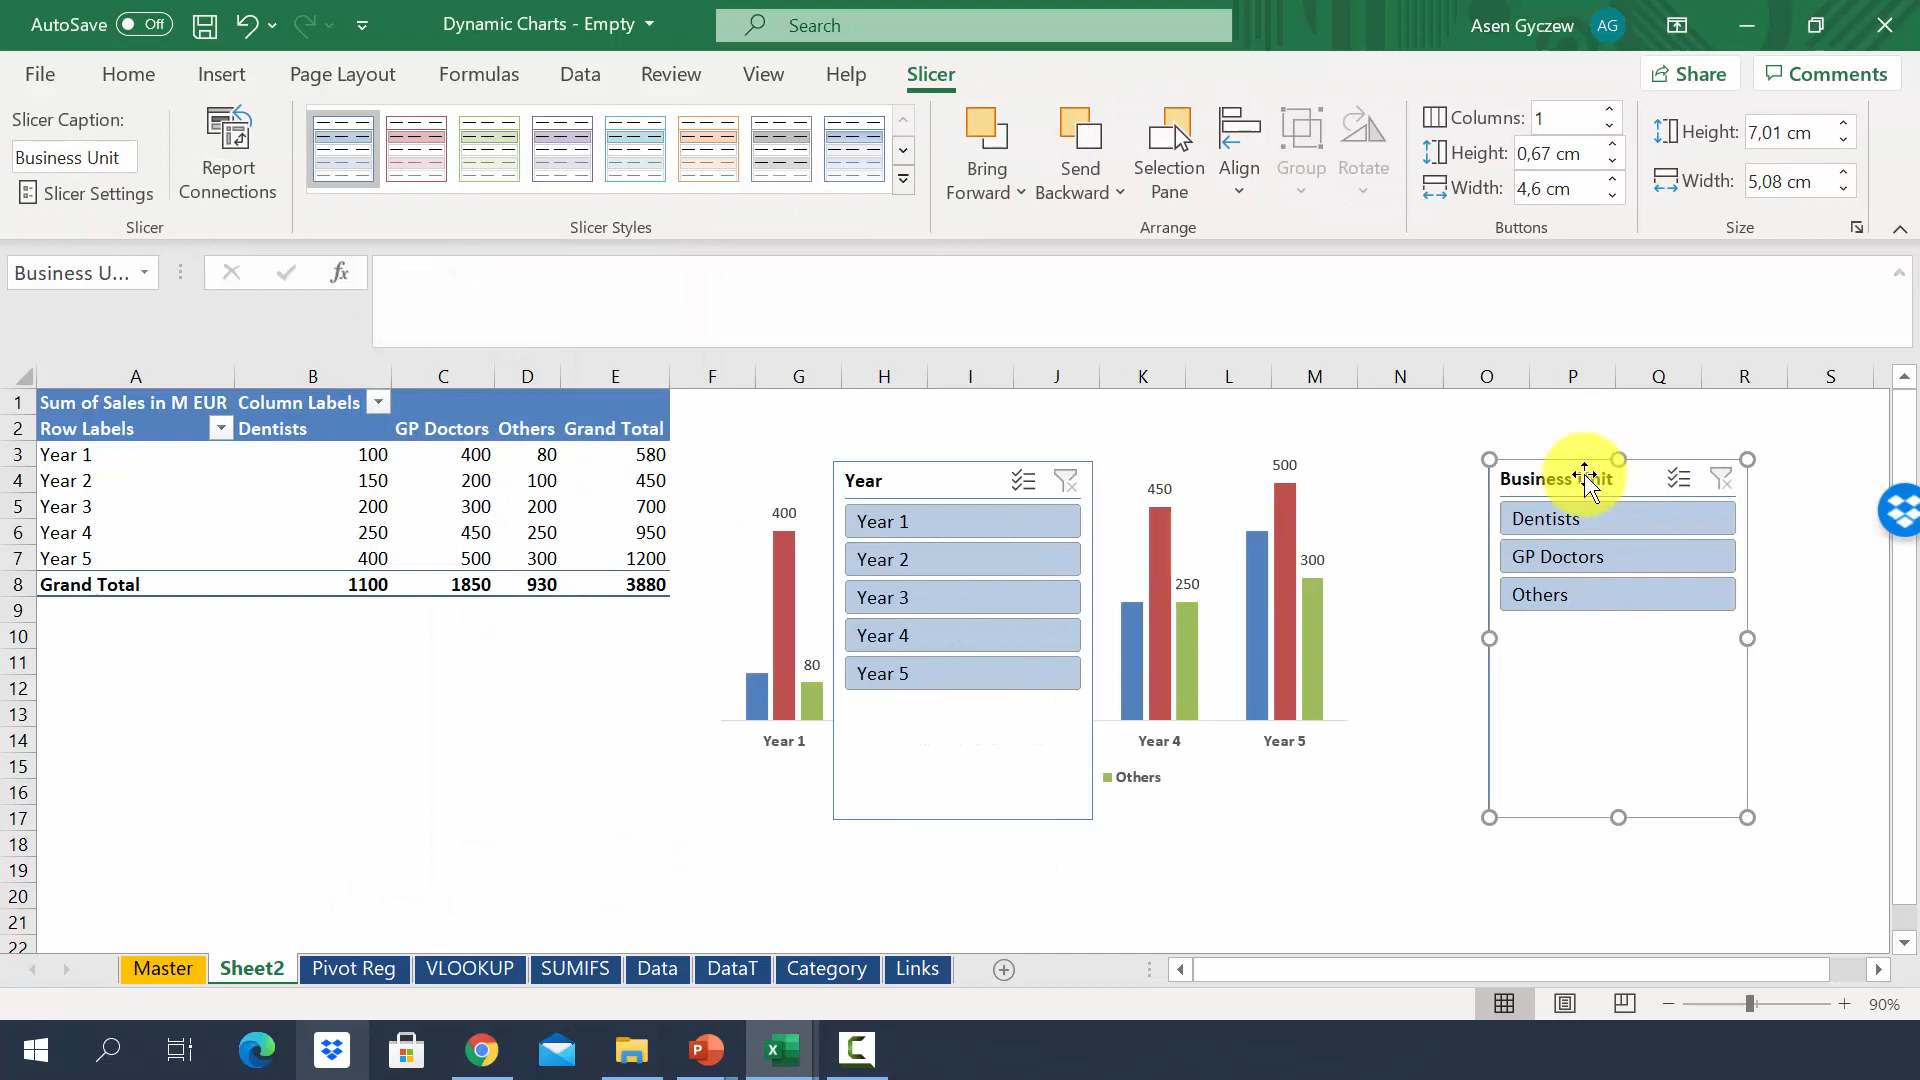 AutoSave Off
Dynamic Charts - Empty
Search
Asen Gyczew AG
File Home Insert Page Layout Formulas Data Review View Help Slicer
Share Comments
Slicer Caption:
Business Unit
Slicer Settings
Report Connections
Slicer
Slicer Styles
Bring Forward
Send Backward
Selection Pane
Align
Group
Rotate
Arrange
Columns: 1
Height: 0,67 cm
Width: 4,6 cm
Buttons
Height: 7,01 cm
Width: 5,08 cm
Size
Business U... fx
A B C D E F G H I J K L M N O P Q R S
1 Sum of Sales in M EUR Column Labels
2 Row Labels Dentists GP Doctors Others Grand Total
3 Year 1 100 400 80 580
4 Year 2 150 200 100 450
5 Year 3 200 300 200 700
6 Year 4 250 450 250 950
7 Year 5 400 500 300 1200
8 Grand Total 1100 1850 930 3880
9
10
11
12
13
14
15
16
17
18
19
20
21
22
400
80
Year 1
Year
Year 1
Year 2
Year 3
Year 4
Year 5
450
250
500
300
Year 4
Year 5
Others
Business Unit
Dentists
GP Doctors
Others
Master Sheet2 Pivot Reg VLOOKUP SUMIFS Data DataT Category Links
90%